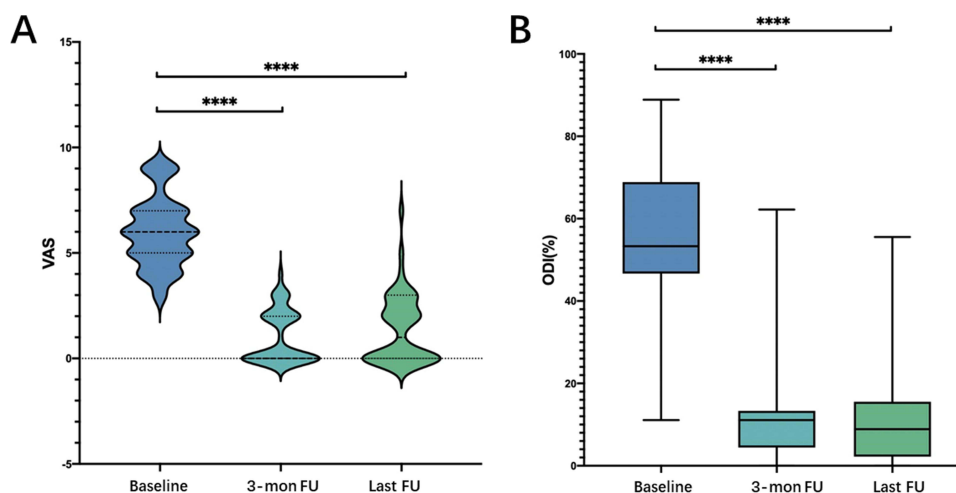 A
15
10
5
0
-5
VAS
****
****
Baseline
3-mon FU
Last FU
B
100
80
60
40
20
0
ODI(%)
****
****
Baseline
3-mon FU
Last FU